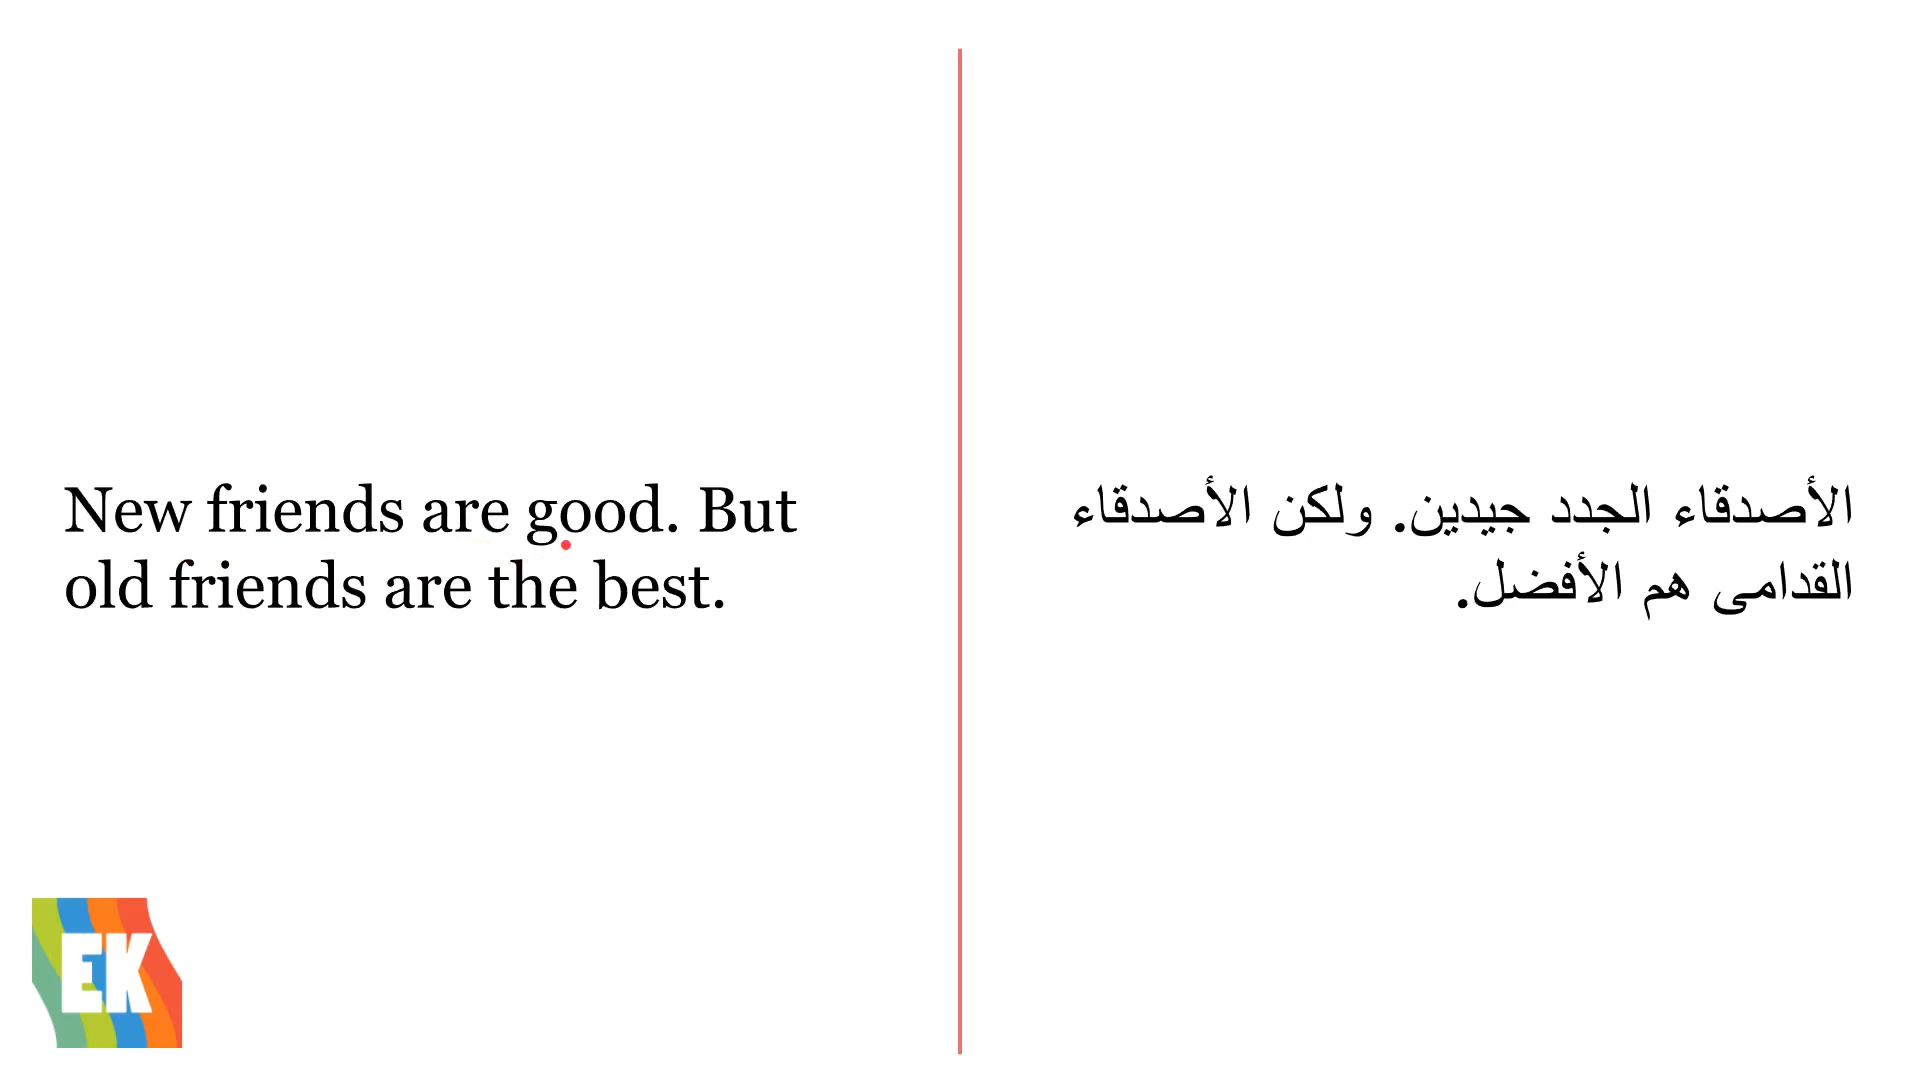 New friends are good. But
old friends are the best.
الأصدقاء الجدد جيدين. ولكن الأصدقاء
القدامى هم الأفضل.
EK